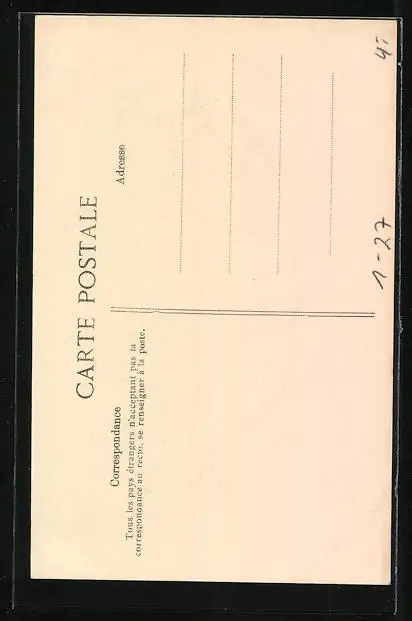 CARTE POSTALE
Correspondance
Tous les pays étrangers n'acceptant pas la
correspondance au recto, se renseigner à la poste.
Adresse
1-27
4.-